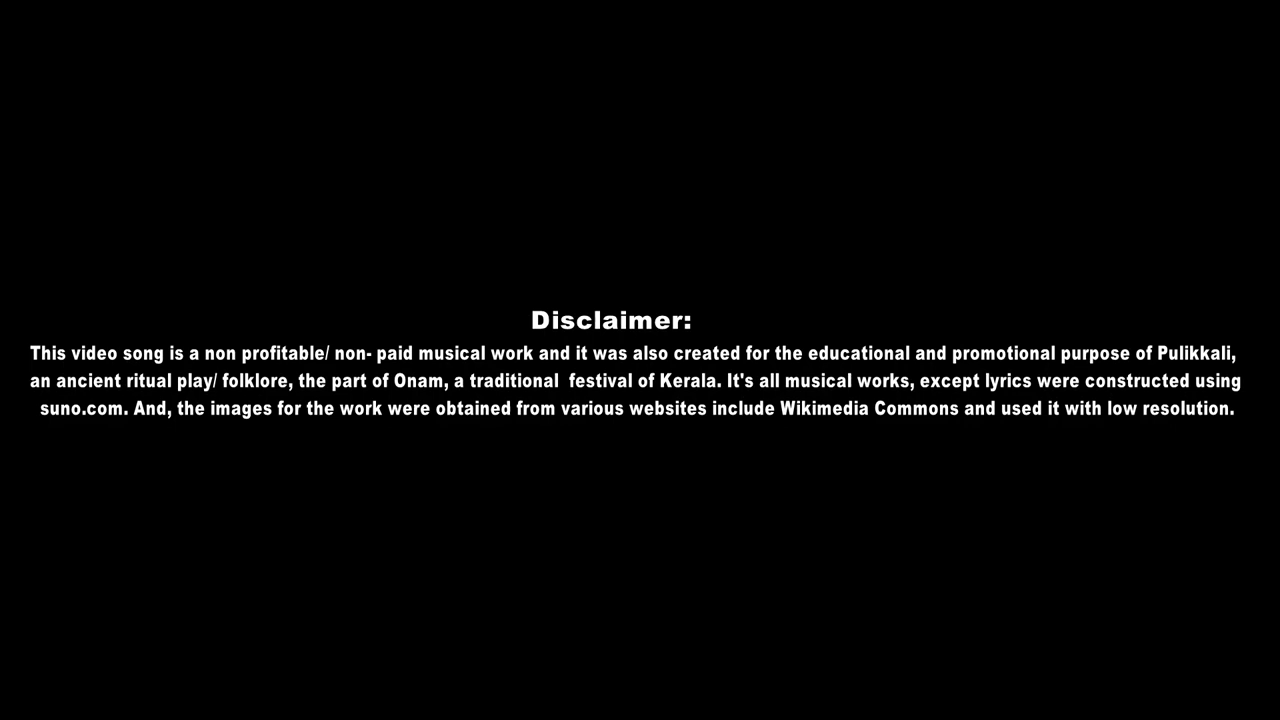 Disclaimer:
This video song is a non profitable/ non- paid musical work and it was also created for the educational and promotional purpose of Pulikkali,
an ancient ritual play/ folklore, the part of Onam, a traditional  festival of Kerala. It's all musical works, except lyrics were constructed using
suno.com. And, the images for the work were obtained from various websites include Wikimedia Commons and used it with low resolution.